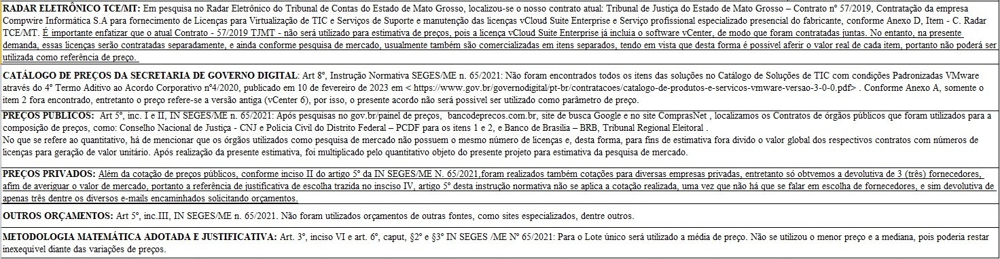 RADAR ELETRÔNICO TCE/MT: Em pesquisa no Radar Eletrônico do Tribunal de Contas do Estado de Mato Grosso, localizou-se o nosso contrato atual: Tribunal de Justiça do Estado de Mato Grosso – Contrato nº 57/2019, Contratação da empresa
Compwire Informática S.A para fornecimento de Licenças para Virtualização de TIC e Serviços de Suporte e manutenção das licenças vCloud Suite Enterprise e Serviço profissional especializado presencial do fabricante, conforme Anexo D, Item - C. Radar
TCE/MT. É importante enfatizar que o atual Contrato - 57/2019 TJMT - não será utilizado para estimativa de preços, pois a licença vCloud Suite Enterprise já incluia o software vCenter, de modo que foram contratadas juntas. No entanto, na presente
demanda, essas licenças serão contratadas separadamente, e ainda conforme pesquisa de mercado, usualmente também são comercializadas em itens separados, tendo em vista que desta forma é possivel aferir o valor real de cada item, portanto não poderá ser
utilizada como referência de preço.
CATÁLOGO DE PREÇOS DA SECRETARIA DE GOVERNO DIGITAL: Art 8º, Instrução Normativa SEGES/ME n. 65/2021: Não foram encontrados todos os itens das soluções no Catálogo de Soluções de TIC com condições Padronizadas VMware
através do 4º Termo Aditivo ao Acordo Corporativo nº4/2020, publicado em 10 de fevereiro de 2023 em < https://www.gov.br/governodigital/pt-br/contratacoes/catalogo-de-produtos-e-servicos-vmware-versao-3-0-0.pdf> . Conforme Anexo A, somente o
item 2 fora encontrado, entretanto o preço refere-se a versão antiga (vCenter 6), por isso, o presente acordo não será possivel ser utilizado como parâmetro de preço.
PREÇOS PUBLICOS: Art 5º, inc. I e II, IN SEGES/ME n. 65/2021: Após pesquisas no gov.br/painel de preços, bancodeprecos.com.br, site de busca Google e no site ComprasNet , localizamos os Contratos de órgãos públicos que foram utilizados para a
composição de preços, como: Conselho Nacional de Justiça - CNJ e Policia Civil do Distrito Federal – PCDF para os itens 1 e 2, e Banco de Brasilia – BRB, Tribunal Regional Eleitoral .
No que se refere ao quantitativo, há de mencionar que os órgãos utilizados como pesquisa de mercado não possuem o mesmo número de licenças e, desta forma, para fins de estimativa fora divido o valor global dos respectivos contratos com números de
licenças para geração de valor unitário. Após realização da presente estimativa, foi multiplicado pelo quantitativo objeto do presente projeto para estimativa da pesquisa de mercado.
PREÇOS PRIVADOS: Além da cotação de preços públicos, conforme inciso II do artigo 5º da IN SEGES/ME N. 65/2021,foram realizados também cotações para diversas empresas privadas, entretanto só obtvemos a devolutiva de 3 (três) fornecedores,
afim de averiguar o valor de mercado, portanto a referência de justificativa de escolha trazida no insciso IV, artigo 5º desta instrução normativa não se aplica a cotação realizada, uma vez que não há que se falar em escolha de fornecedores, e sim devolutiva de
apenas três dentre os diversos e-mails encaminhados solicitando orçamentos.
OUTROS ORÇAMENTOS: Art 5º, inc.III, IN SEGES/ME n. 65/2021. Não foram utilizados orçamentos de outras fontes, como sites especializados, dentre outros.
METODOLOGIA MATEMÁTICA ADOTADA E JUSTIFICATIVA: Art. 3º, inciso VI e art. 6º, caput, §2º e §3º IN SEGES /ME Nº 65/2021: Para o Lote único será utilizado a média de preço. Não se utilizou o menor preço e a mediana, pois poderia restar
inexequivel diante das variações de preços.